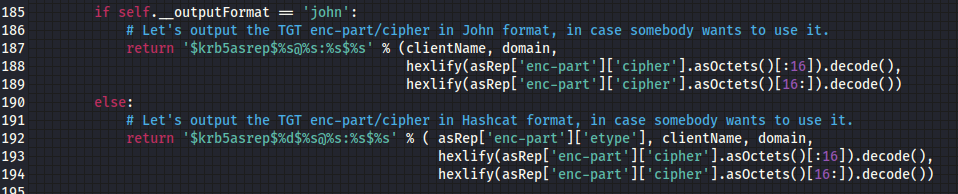 185 if self.__outputFormat == 'john':
186 # Let's output the TGT enc-part/cipher in John format, in case somebody wants to use it.
187 return '$krb5asrep$%s@%s:%s$%s' % (clientName, domain,
188 hexlify(asRep['enc-part']['cipher'].asOctets()[:16]).decode(),
189 hexlify(asRep['enc-part']['cipher'].asOctets()[16:]).decode())
190 else:
191 # Let's output the TGT enc-part/cipher in Hashcat format, in case somebody wants to use it.
192 return '$krb5asrep$%d$%s@%s:%s$%s' % ( asRep['enc-part']['etype'], clientName, domain,
193 hexlify(asRep['enc-part']['cipher'].asOctets()[:16]).decode(),
194 hexlify(asRep['enc-part']['cipher'].asOctets()[16:]).decode())
195